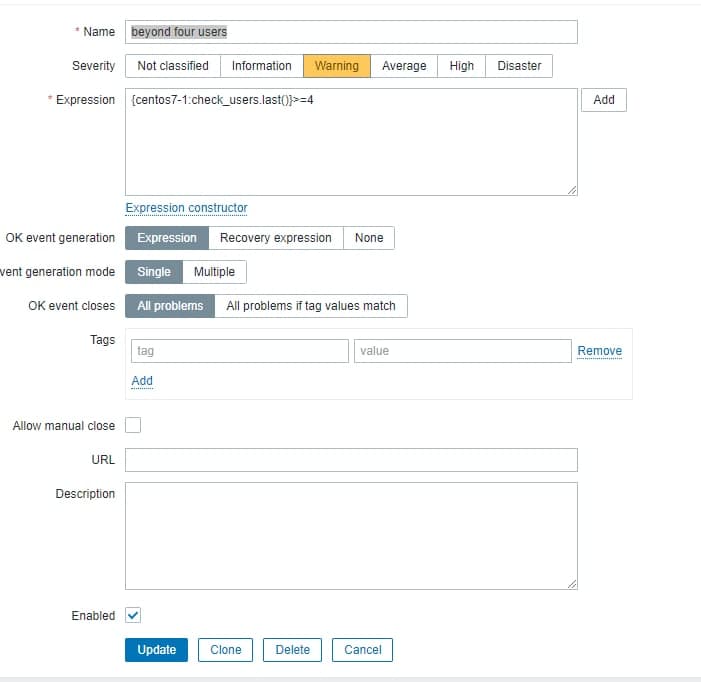 * Name beyond four users
Severity Not classified Information Warning Average High Disaster
* Expression {centos7-1:check_users.last()}>=4 Add
Expression constructor
OK event generation Expression Recovery expression None
vent generation mode Single Multiple
OK event closes All problems All problems if tag values match
Tags
tag value Remove
Add
Allow manual close
URL
Description
Enabled
Update Clone Delete Cancel